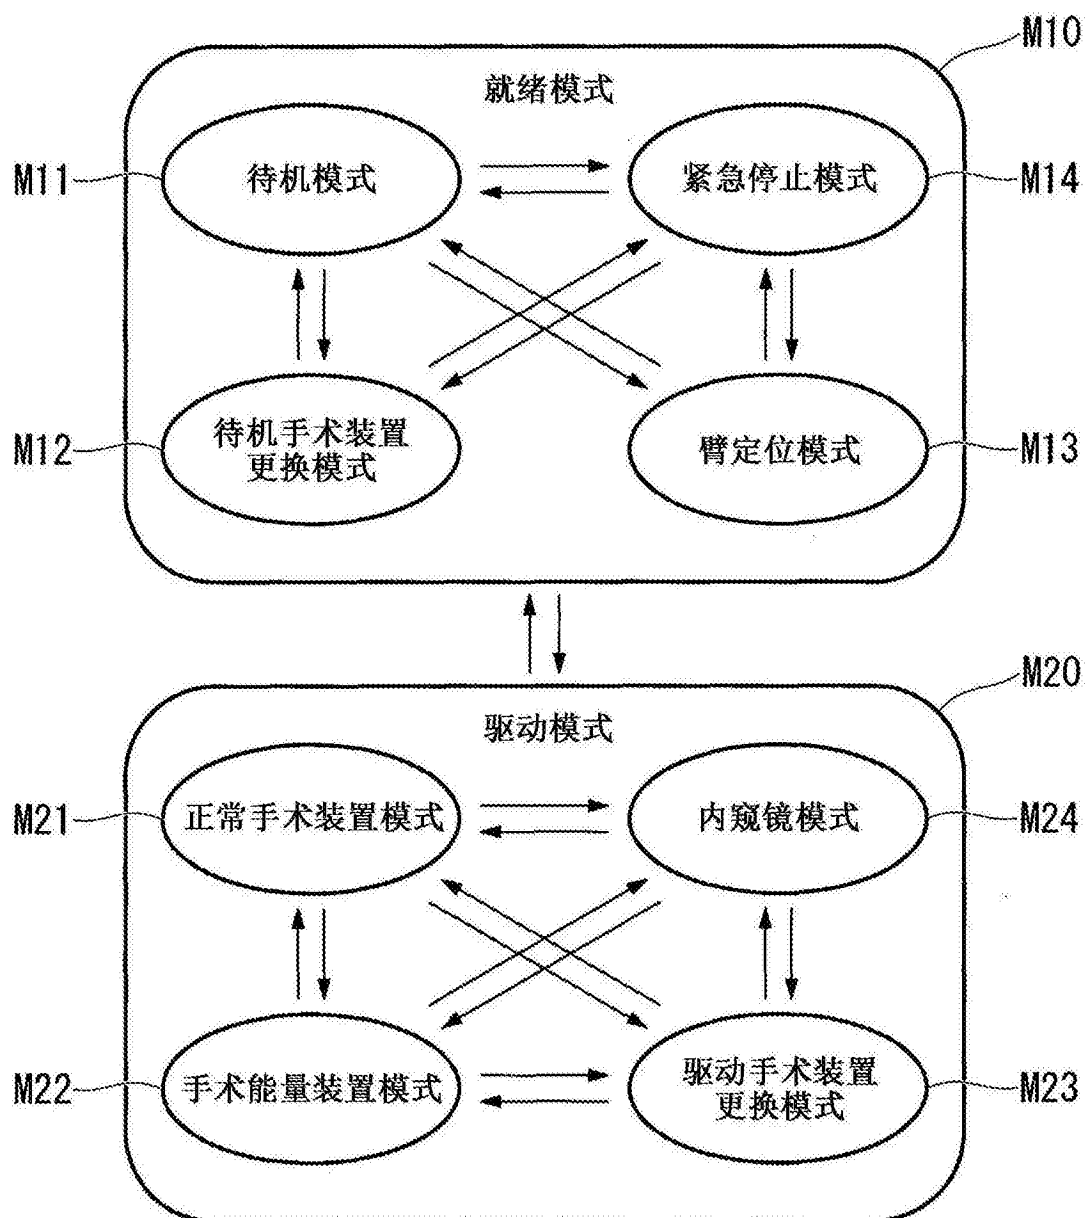 M10
就绪模式
M11
待机模式
紧急停止模式
M14
M12
待机手术装置
更换模式
臂定位模式
M13
M20
驱动模式
M21
正常手术装置模式
内窥镜模式
M24
M22
手术能量装置模式
驱动手术装置
更换模式
M23